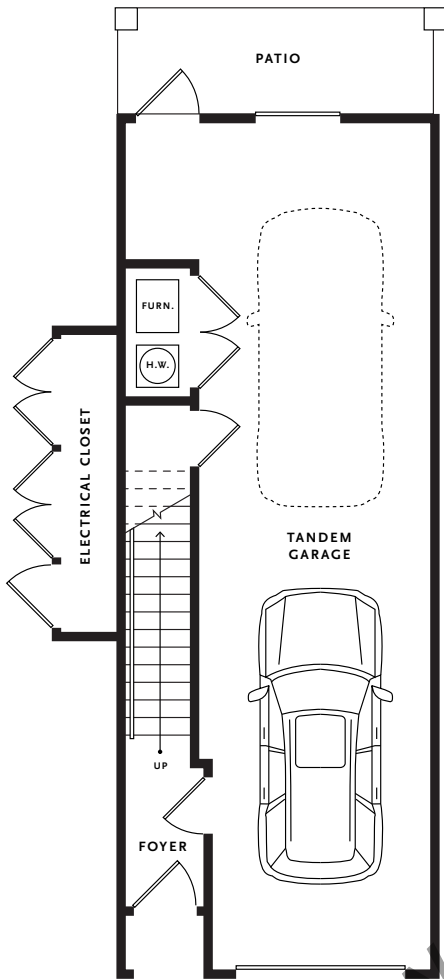 PATIO
FURN.
H.W.
ELECTRICAL CLOSET
TANDEM
GARAGE
UP
FOYER